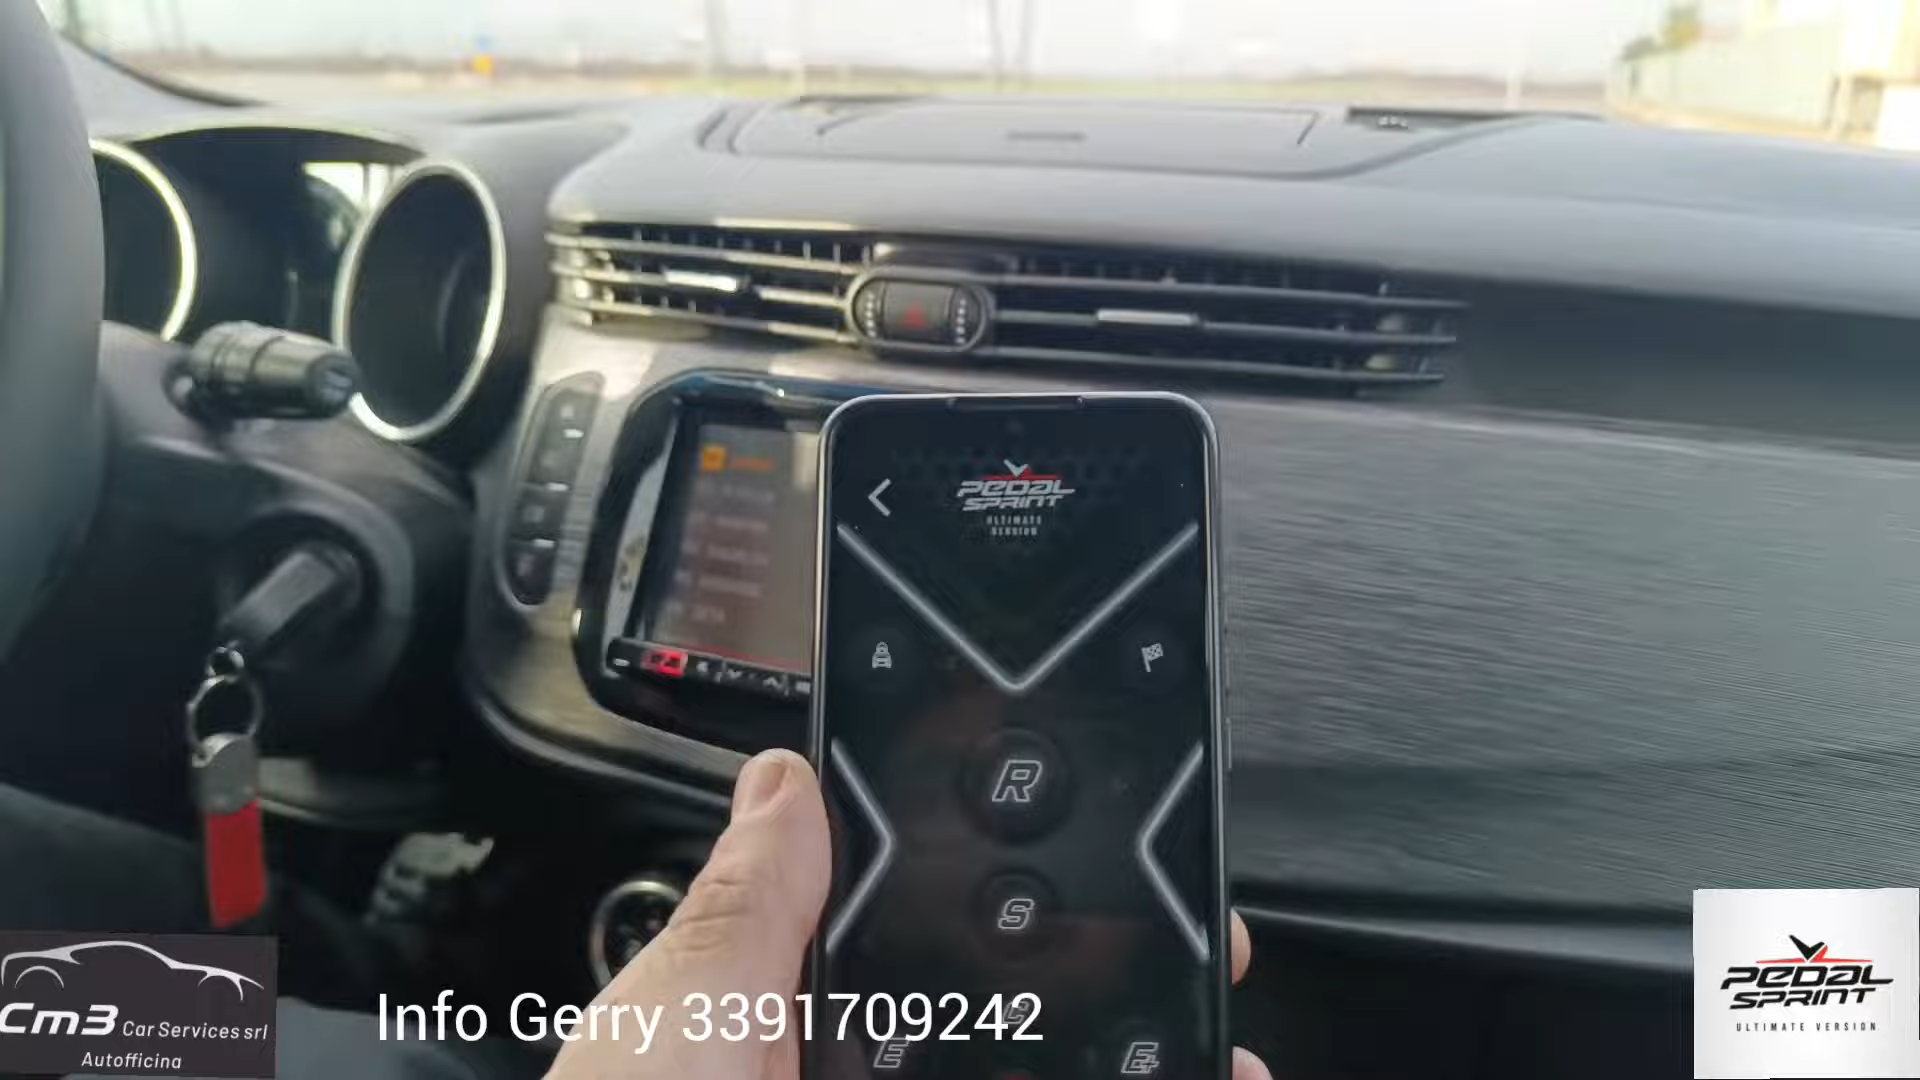 PEDAL
SPRINT
ULTIMATE
VERSION
R
S
C
E
E+
Cm3 Car Services srl
Autofficina
Info Gerry 3391709242
PEDAL
SPRINT
ULTIMATE VERSION